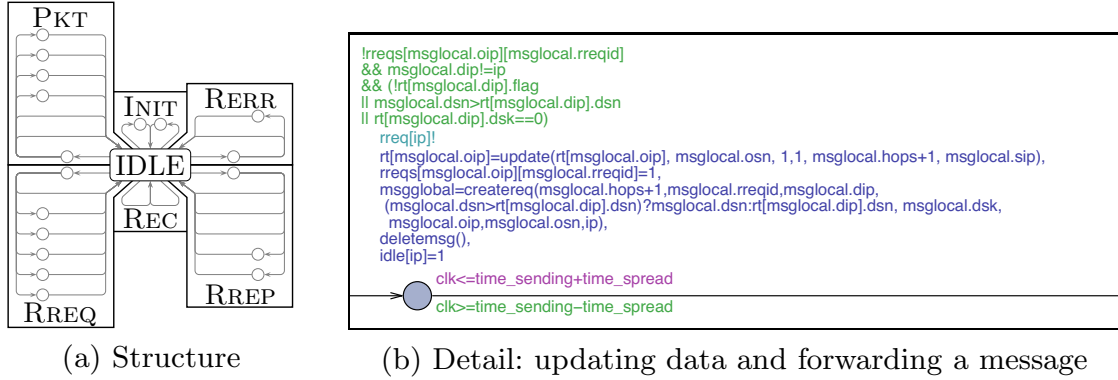 PKT
INIT
RERR
IDLE
REC
RREQ
RREP
(a) Structure
!rreqs[msglocal.oip][msglocal.rreqid]
&& msglocal.dip!=ip
&& (!rt[msglocal.dip].flag
|| msglocal.dsn>rt[msglocal.dip].dsn
|| rt[msglocal.dip].dsk==0)
rreq[ip]!
rt[msglocal.oip]=update(rt[msglocal.oip], msglocal.osn, 1,1, msglocal.hops+1, msglocal.sip),
rreqs[msglocal.oip][msglocal.rreqid]=1,
msgglobal=createreq(msglocal.hops+1,msglocal.rreqid,msglocal.dip,
(msglocal.dsn>rt[msglocal.dip].dsn)?msglocal.dsn:rt[msglocal.dip].dsn, msglocal.dsk,
msglocal.oip,msglocal.osn,ip),
deletemsg(),
idle[ip]=1
clk<=time_sending+time_spread
clk>=time_sending−time_spread
(b) Detail: updating data and forwarding a message